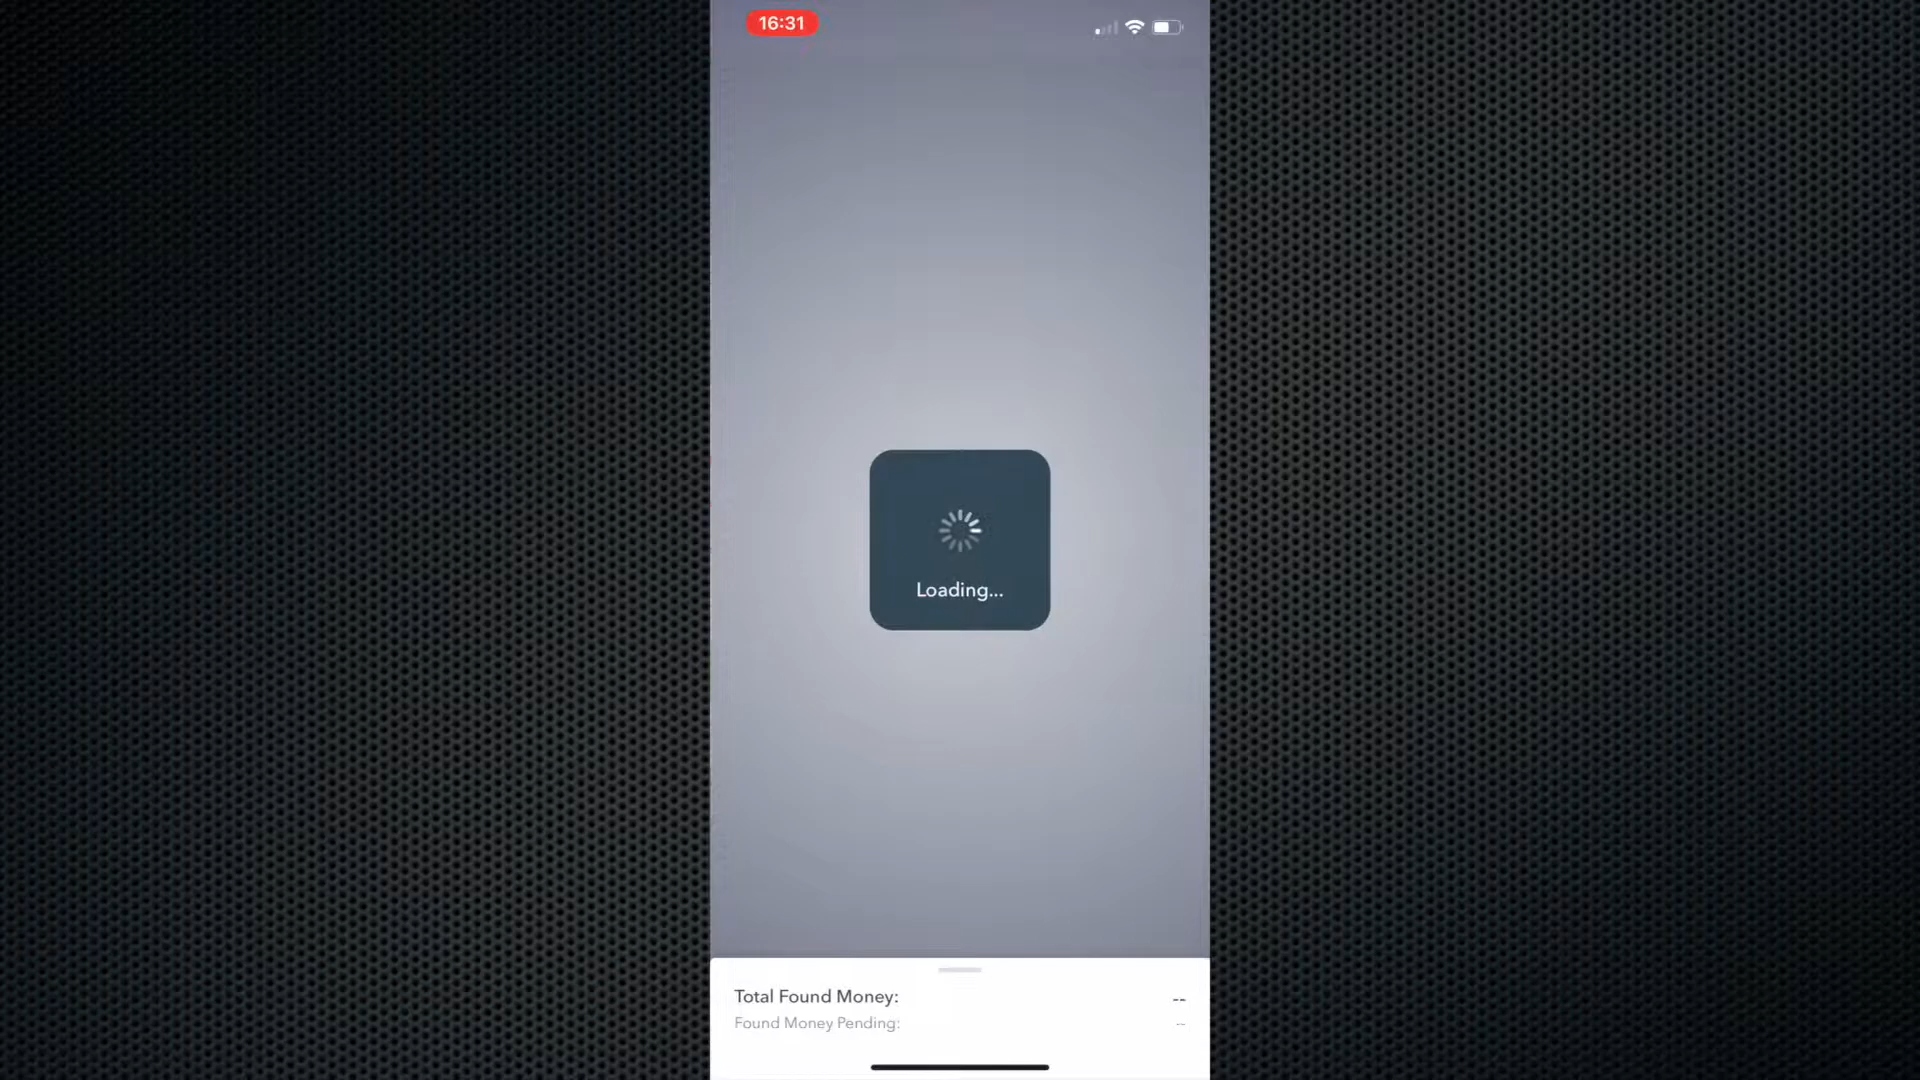 16:31
Loading...
Total Found Money: --
Found Money Pending: --